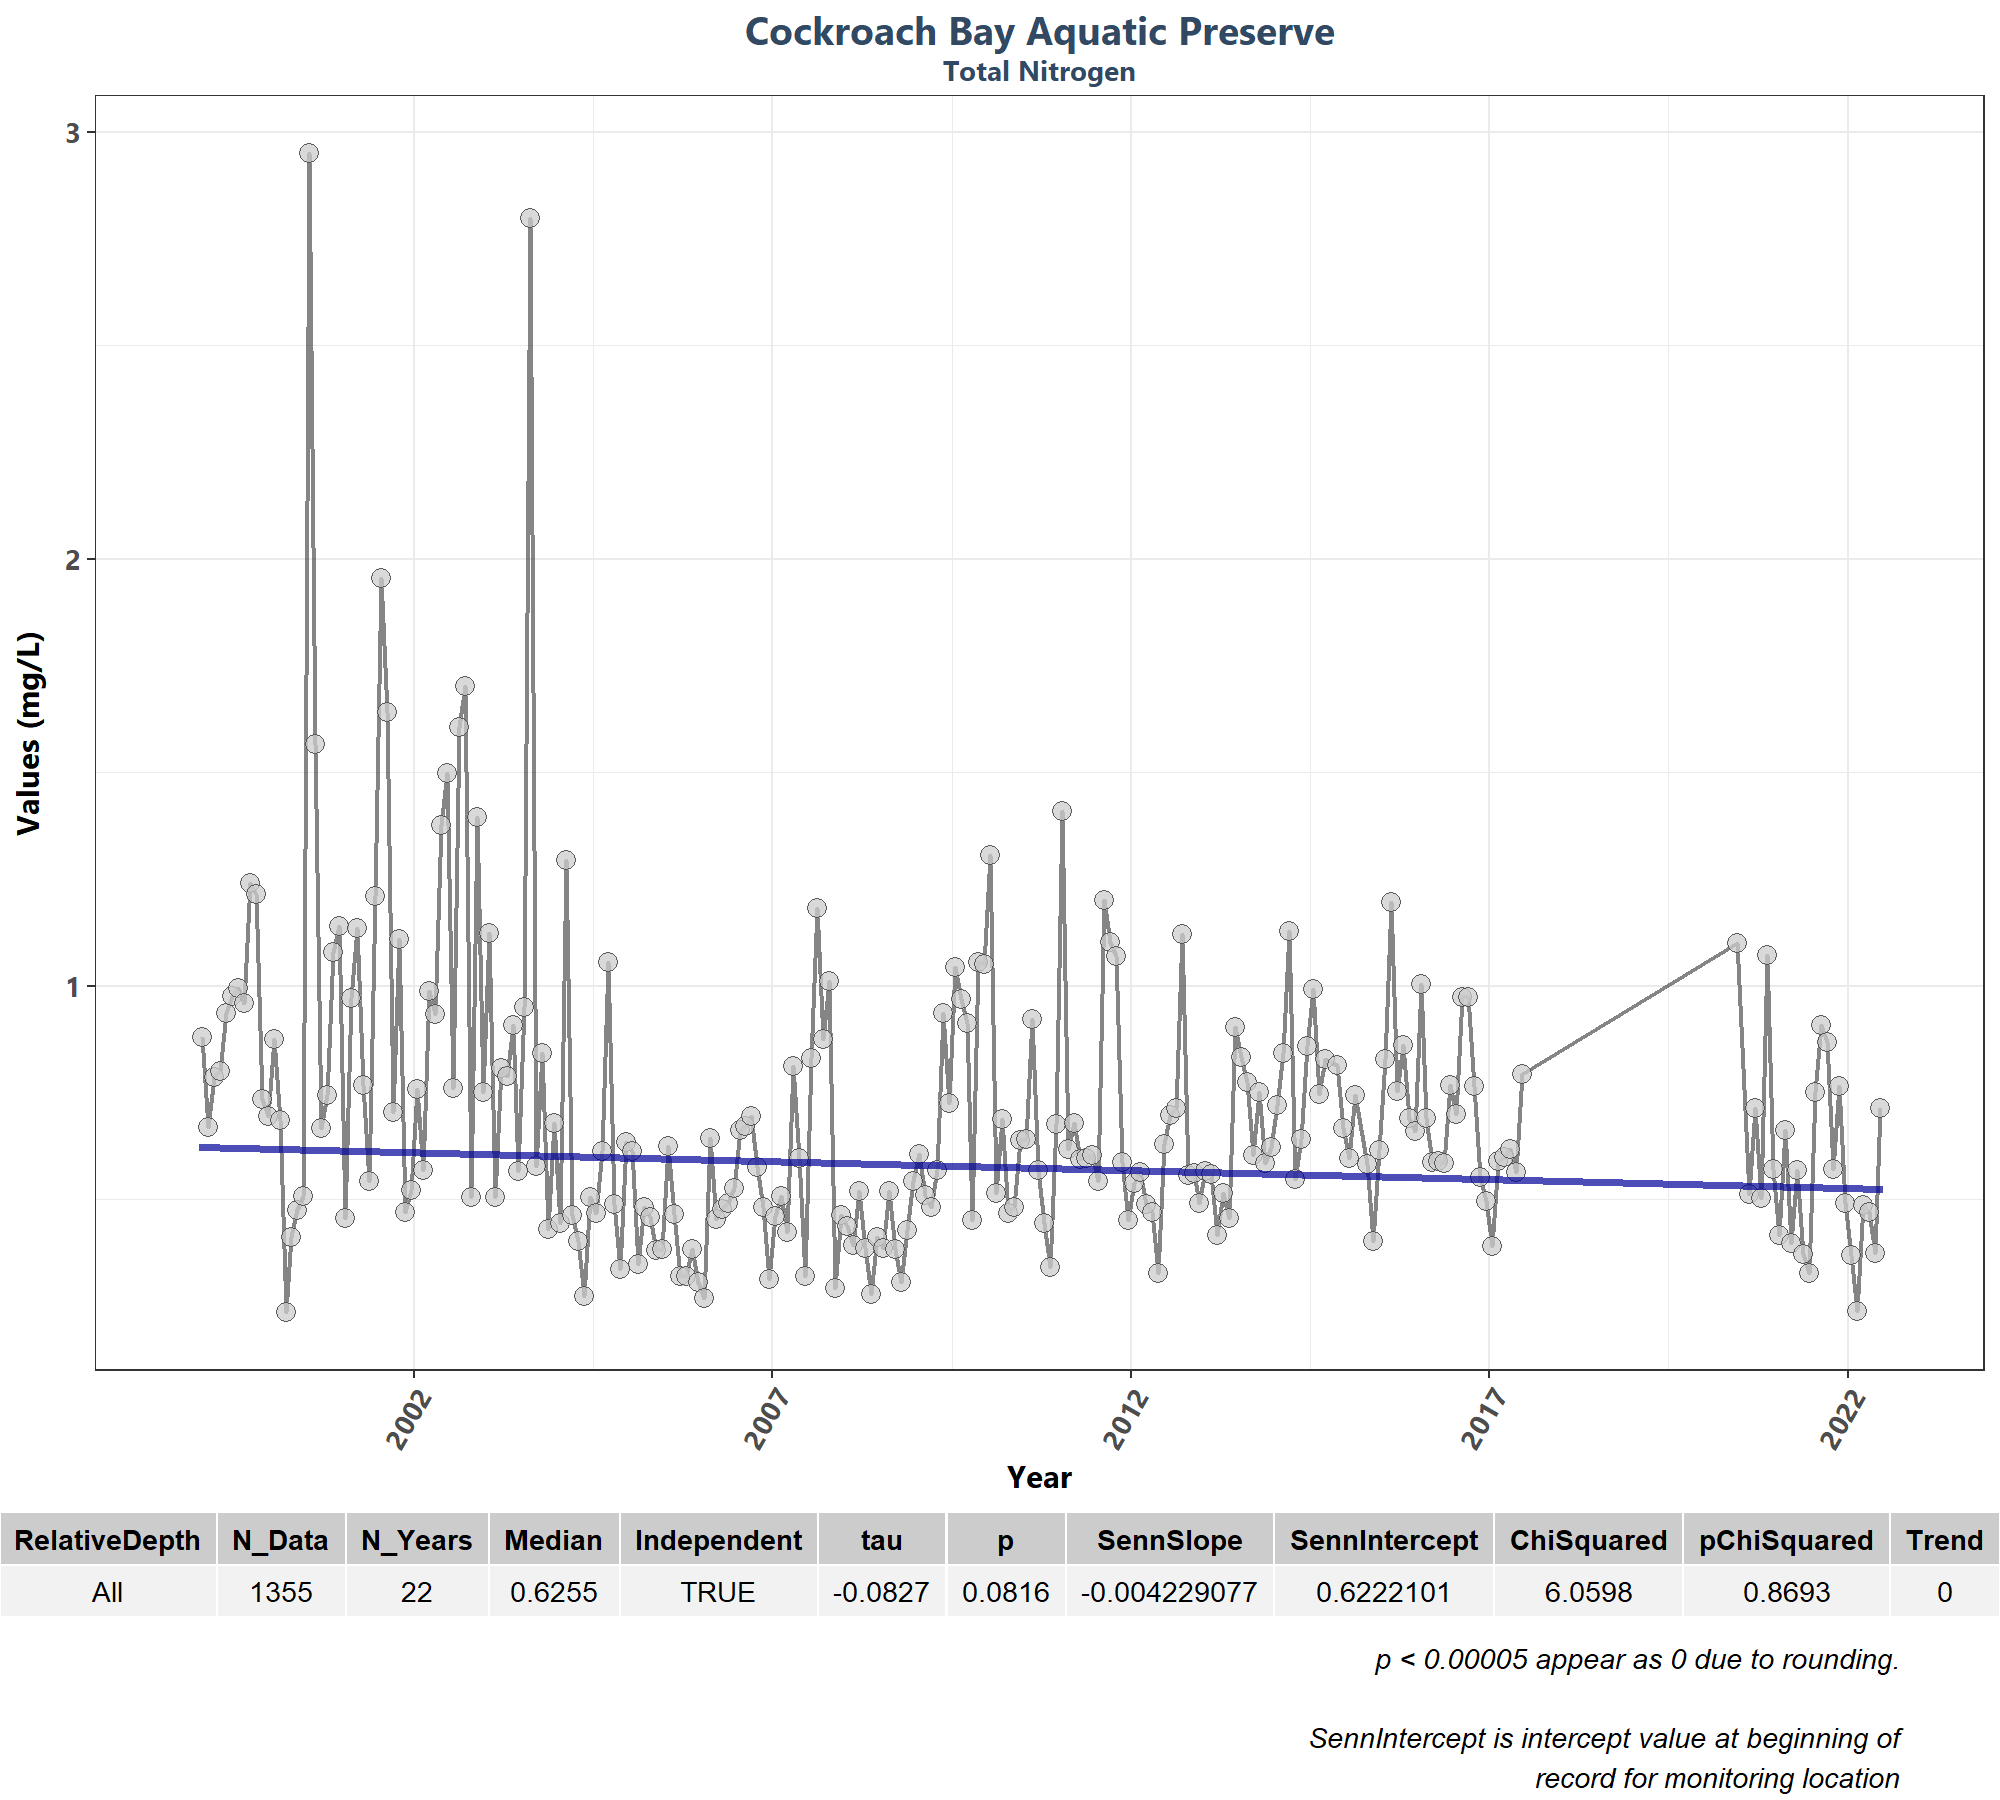 Cockroach Bay Aquatic Preserve
Total Nitrogen
3
2
1
Values (mg/L)
2002 2007 2012 2017 2022
Year
RelativeDepth N_Data N_Years Median Independent tau p SennSlope SennIntercept ChiSquared pChiSquared Trend
All 1355 22 0.6255 TRUE -0.0827 0.0816 -0.004229077 0.6222101 6.0598 0.8693 0
p < 0.00005 appear as 0 due to rounding.
SennIntercept is intercept value at beginning of
record for monitoring location